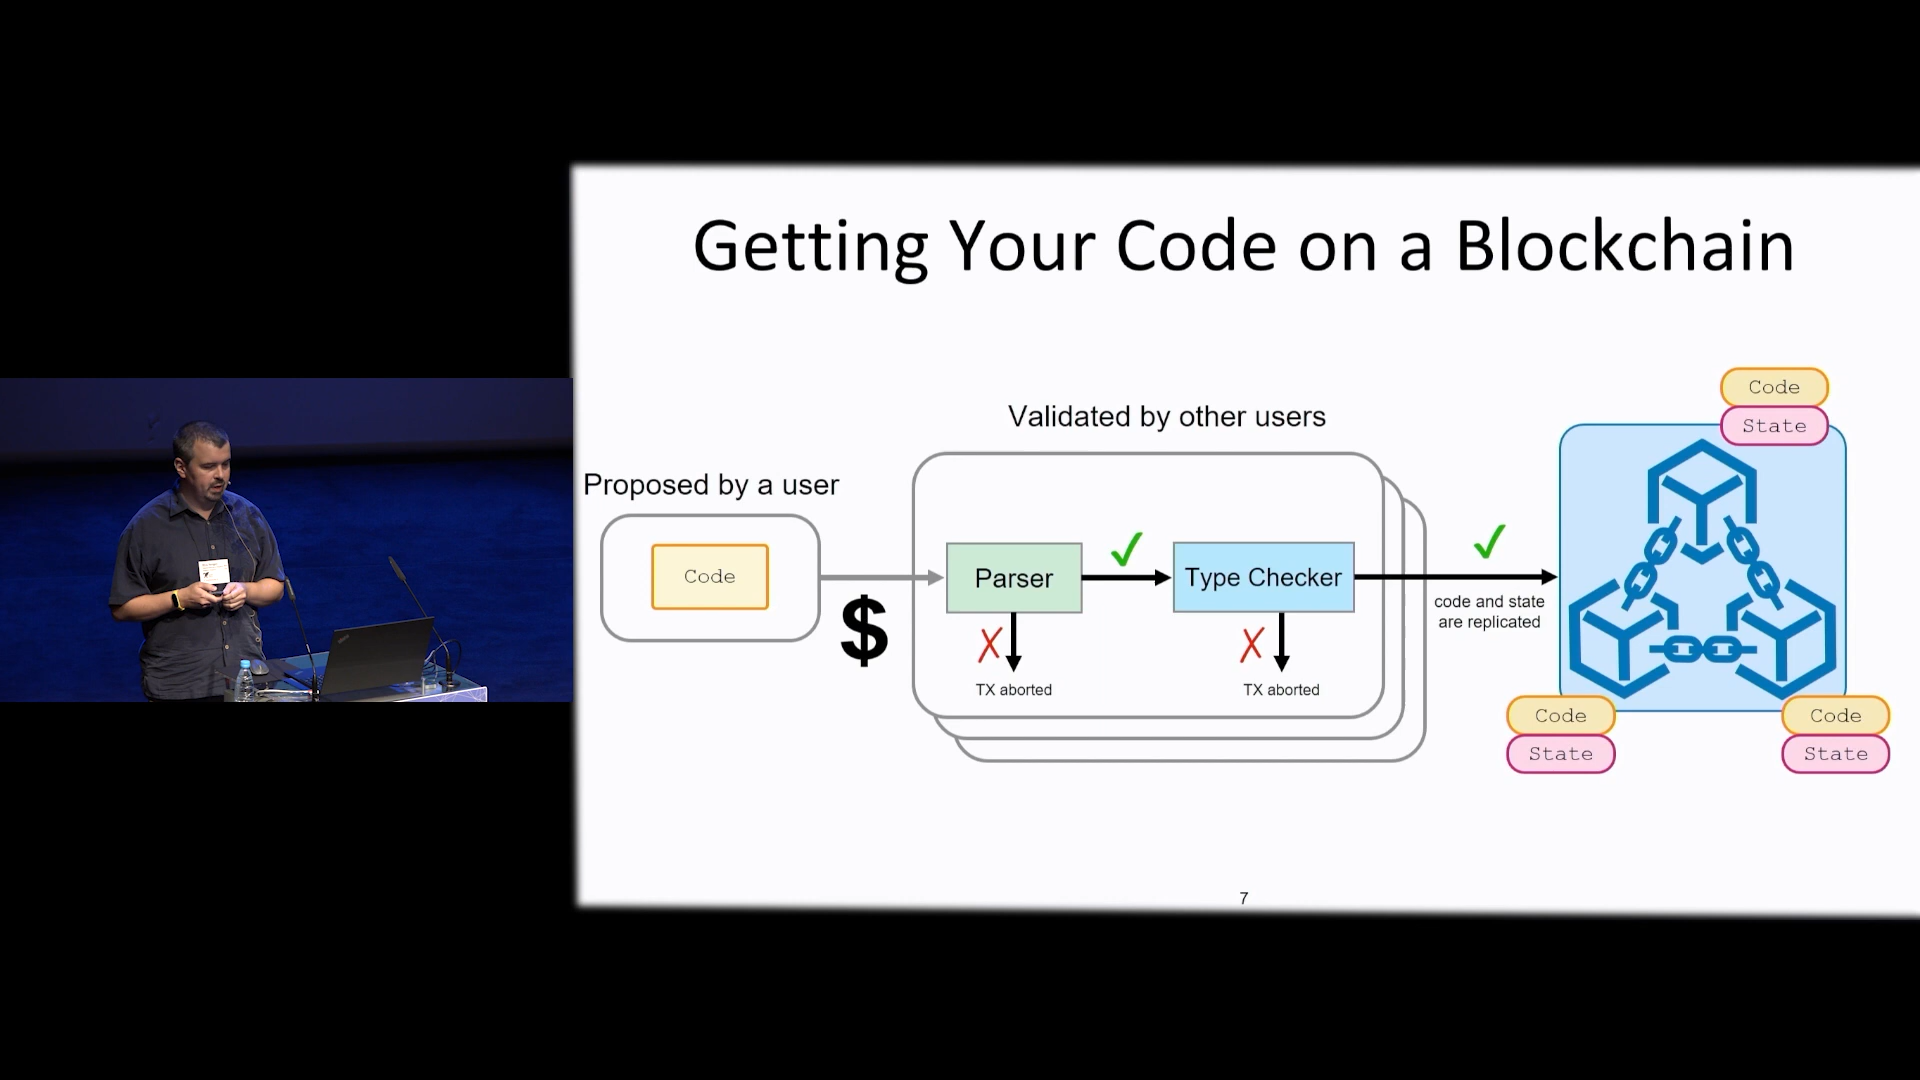 Getting Your Code on a Blockchain
Validated by other users
Proposed by a user
Code
$
Parser
Type Checker
TX aborted
TX aborted
code and state
are replicated
Code
State
Code
State
Code
State
7